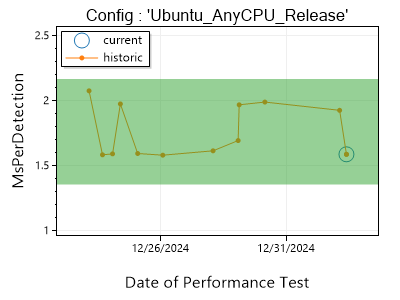 Config : 'Ubuntu_AnyCPU_Release'
current
historic
2.5
2
1.5
1
MsPerDetection
12/26/2024
12/31/2024
Date of Performance Test